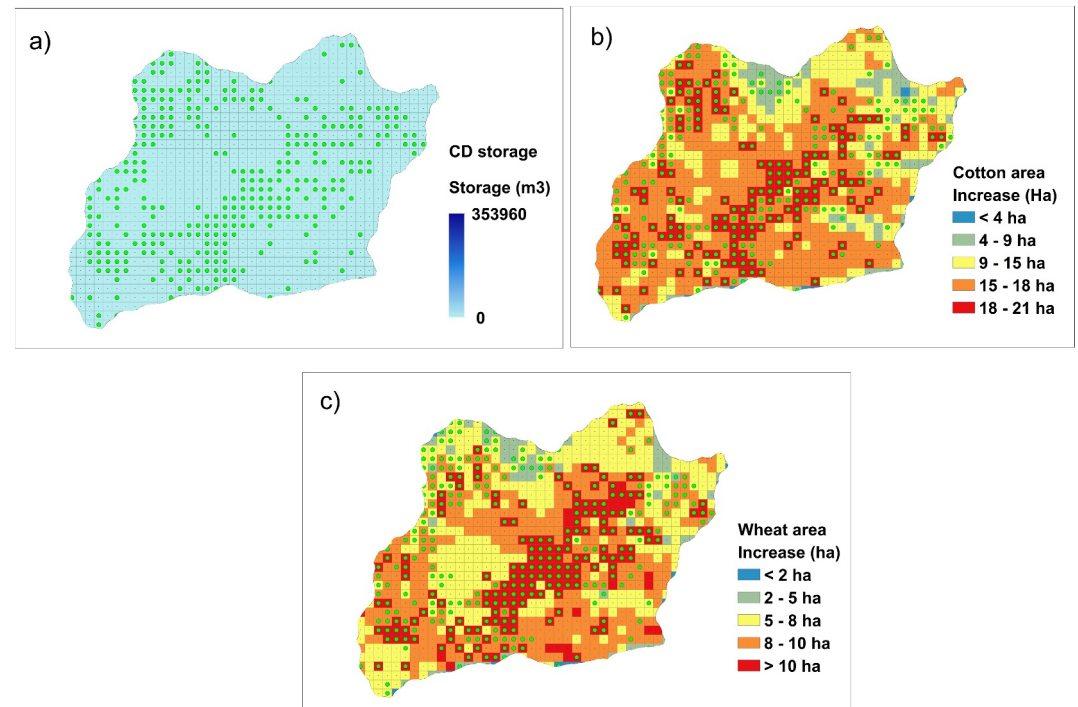 a)
CD storage
Storage (m3)
353960
0
b)
Cotton area
Increase (Ha)
< 4 ha
4 - 9 ha
9 - 15 ha
15 - 18 ha
18 - 21 ha
c)
Wheat area
Increase (ha)
< 2 ha
2 - 5 ha
5 - 8 ha
8 - 10 ha
> 10 ha